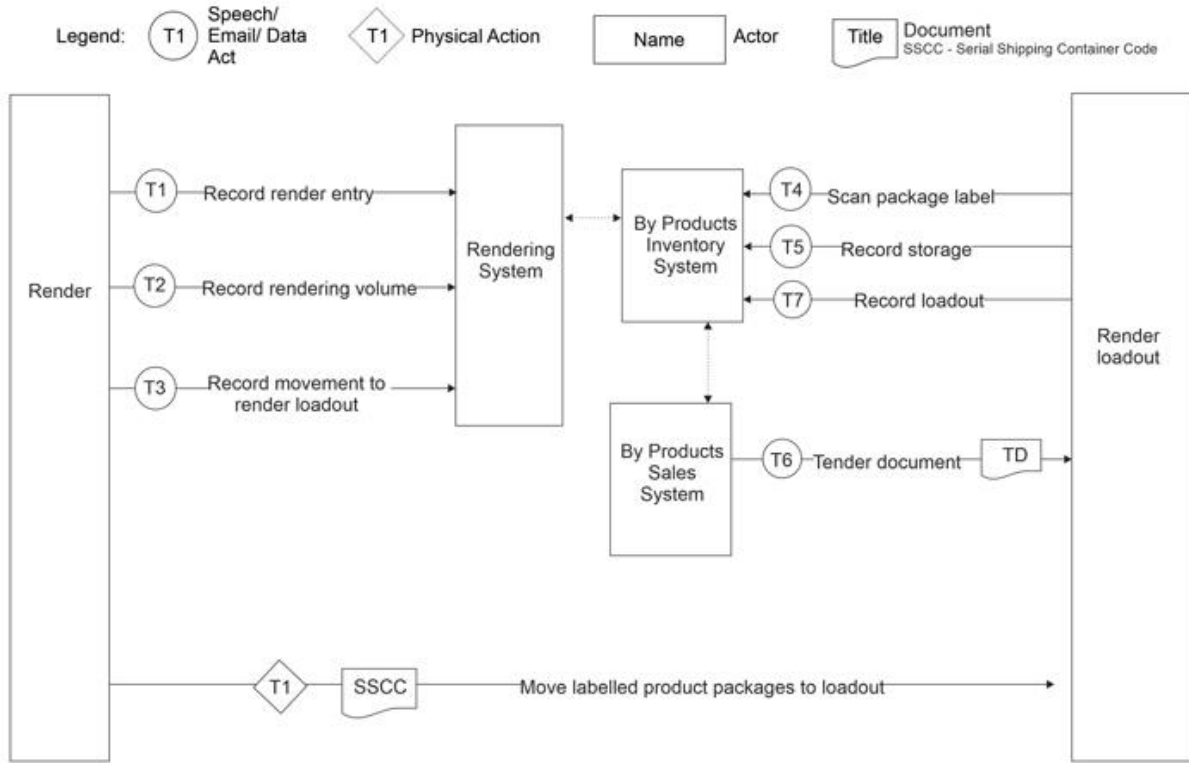 Legend:
T1
Speech/
Email/ Data
Act
T1
Physical Action
Name
Actor
Title
Document
SSCC - Serial Shipping Container Code
Render
T1
Record render entry
T2
Record rendering volume
T3
Record movement to
render loadout
Rendering
System
By Products
Inventory
System
T4
Scan package label
T5
Record storage
T7
Record loadout
Render
loadout
By Products
Sales
System
T6
Tender document
TD
T1
SSCC
Move labelled product packages to loadout